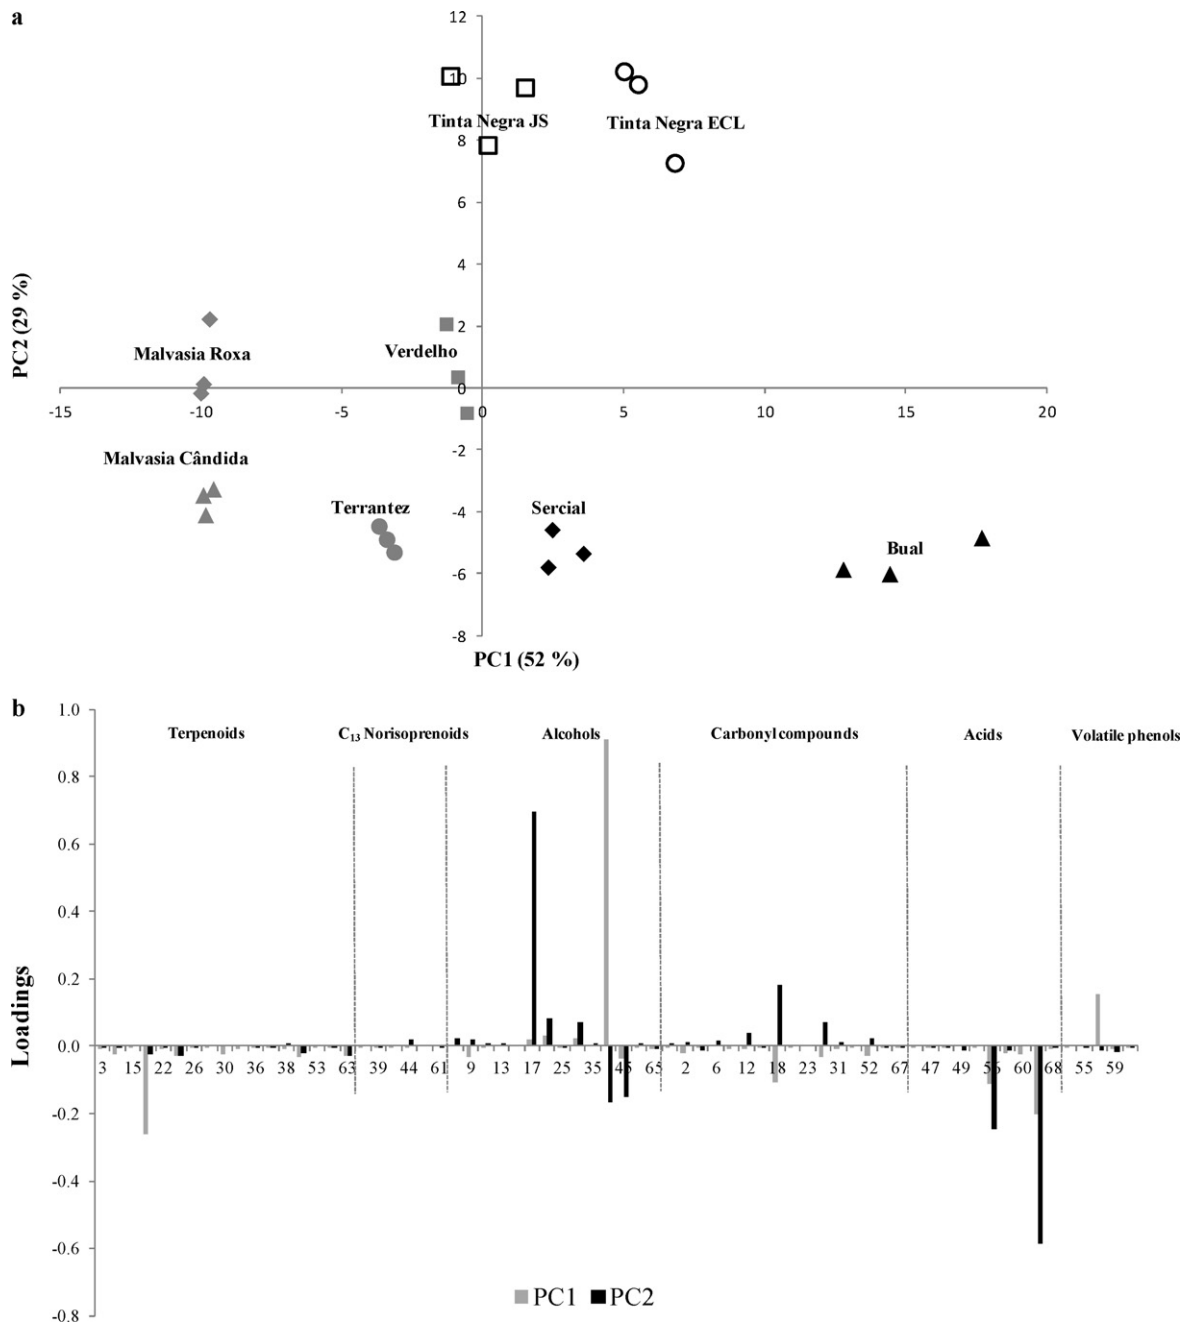 a
12
10
Tinta Negra JS
Tinta Negra ECL
8
6
4
PC2 (29 %)
2
Malvasia Roxa
Verdelho
0
-15
-10
-5
0
5
10
15
20
-2
Malvasia Cândida
Terrantez
-4
Sercial
Bual
-6
-8
PC1 (52 %)
b
1.0
Terpenoids
C₁₃ Norisoprenoids
Alcohols
Carbonyl compounds
Acids
Volatile phenols
0.8
0.6
0.4
0.2
0.0
Loadings
3 15 22 26 30 36 38 53 63 39 44 61 9 13 17 25 35 45 65 2 6 12 18 23 31 52 67 47 49 56 60 68 55 59
-0.2
-0.4
-0.6
-0.8
PC1 PC2